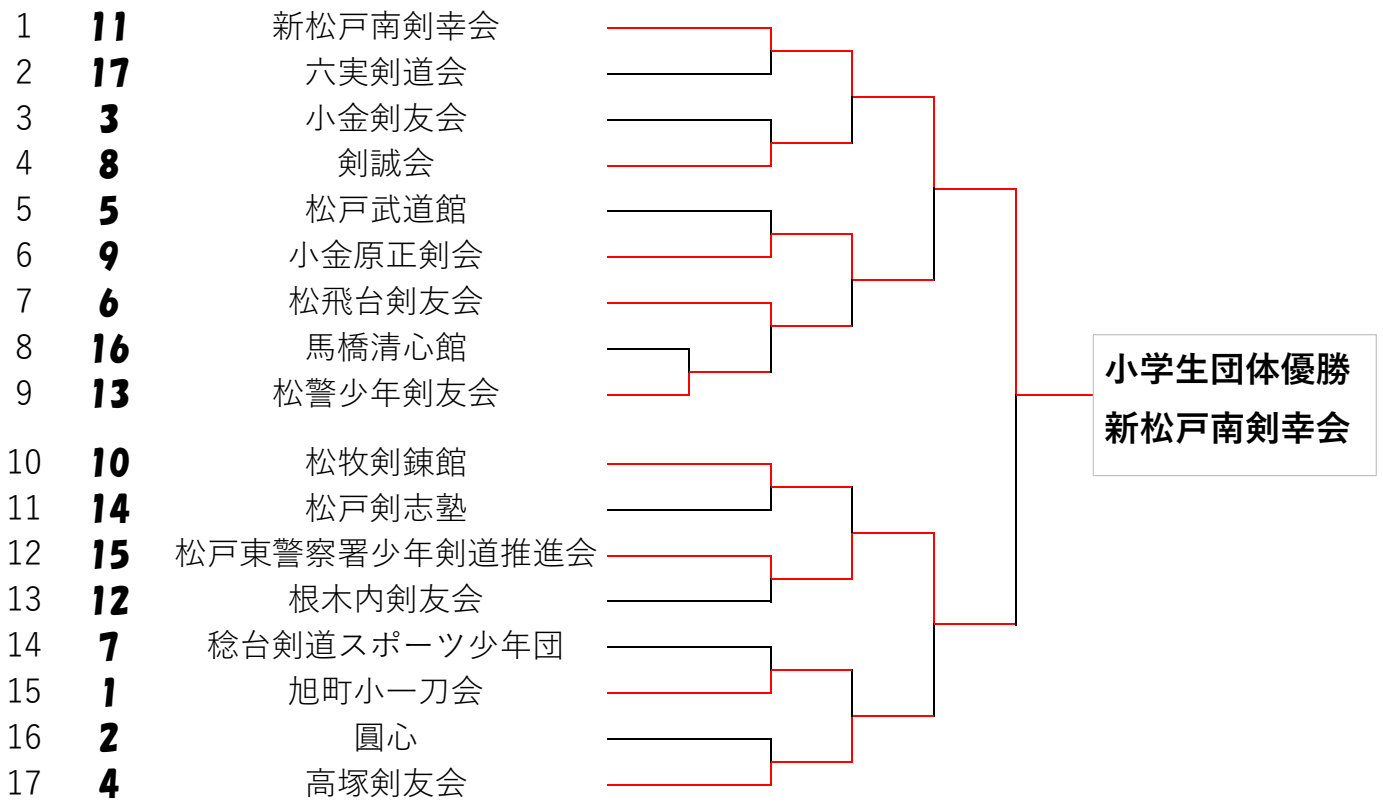 1 11 新松戸南剣幸会
2 17 六実剣道会
3 3 小金剣友会
4 8 剣誠会
5 5 松戸武道館
6 9 小金原正剣会
7 6 松飛台剣友会
8 16 馬橋清心館
9 13 松警少年剣友会
小学生団体優勝
新松戸南剣幸会
10 10 松牧剣錬館
11 14 松戸剣志塾
12 15 松戸東警察署少年剣道推進会
13 12 根木内剣友会
14 7 稔台剣道スポーツ少年団
15 1 旭町小一刀会
16 2 圓心
17 4 高塚剣友会